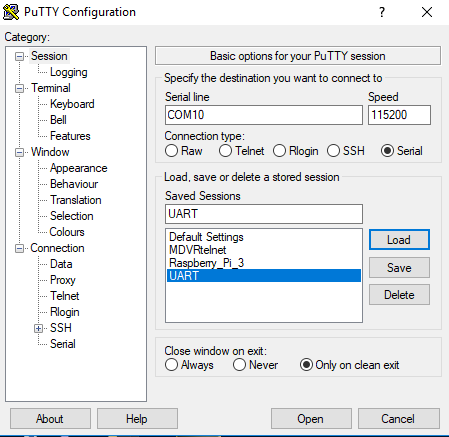 PuTTY Configuration
?
Category:
Session
Logging
Terminal
Keyboard
Bell
Features
Window
Appearance
Behaviour
Translation
Selection
Colours
Connection
Data
Proxy
Telnet
Rlogin
SSH
Serial
Basic options for your PuTTY session
Specify the destination you want to connect to
Serial line Speed
COM10 115200
Connection type:
Raw Telnet Rlogin SSH Serial
Load, save or delete a stored session
Saved Sessions
UART
Default Settings
MDVRtelnet
Raspberry_Pi_3
UART
Load
Save
Delete
Close window on exit:
Always Never Only on clean exit
About Help Open Cancel